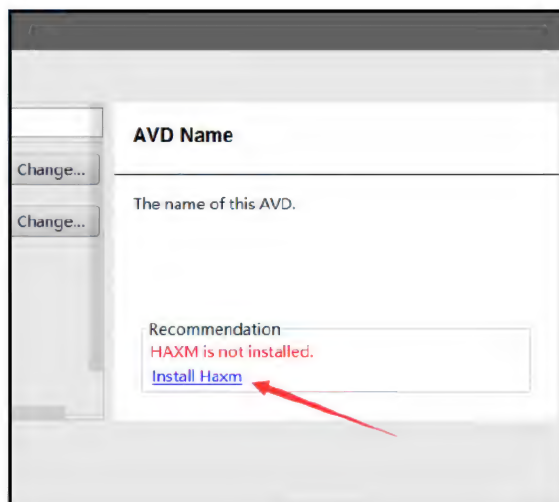 AVD Name
Change...
The name of this AVD.
Change...
Recommendation
HAXM is not installed.
Install Haxm